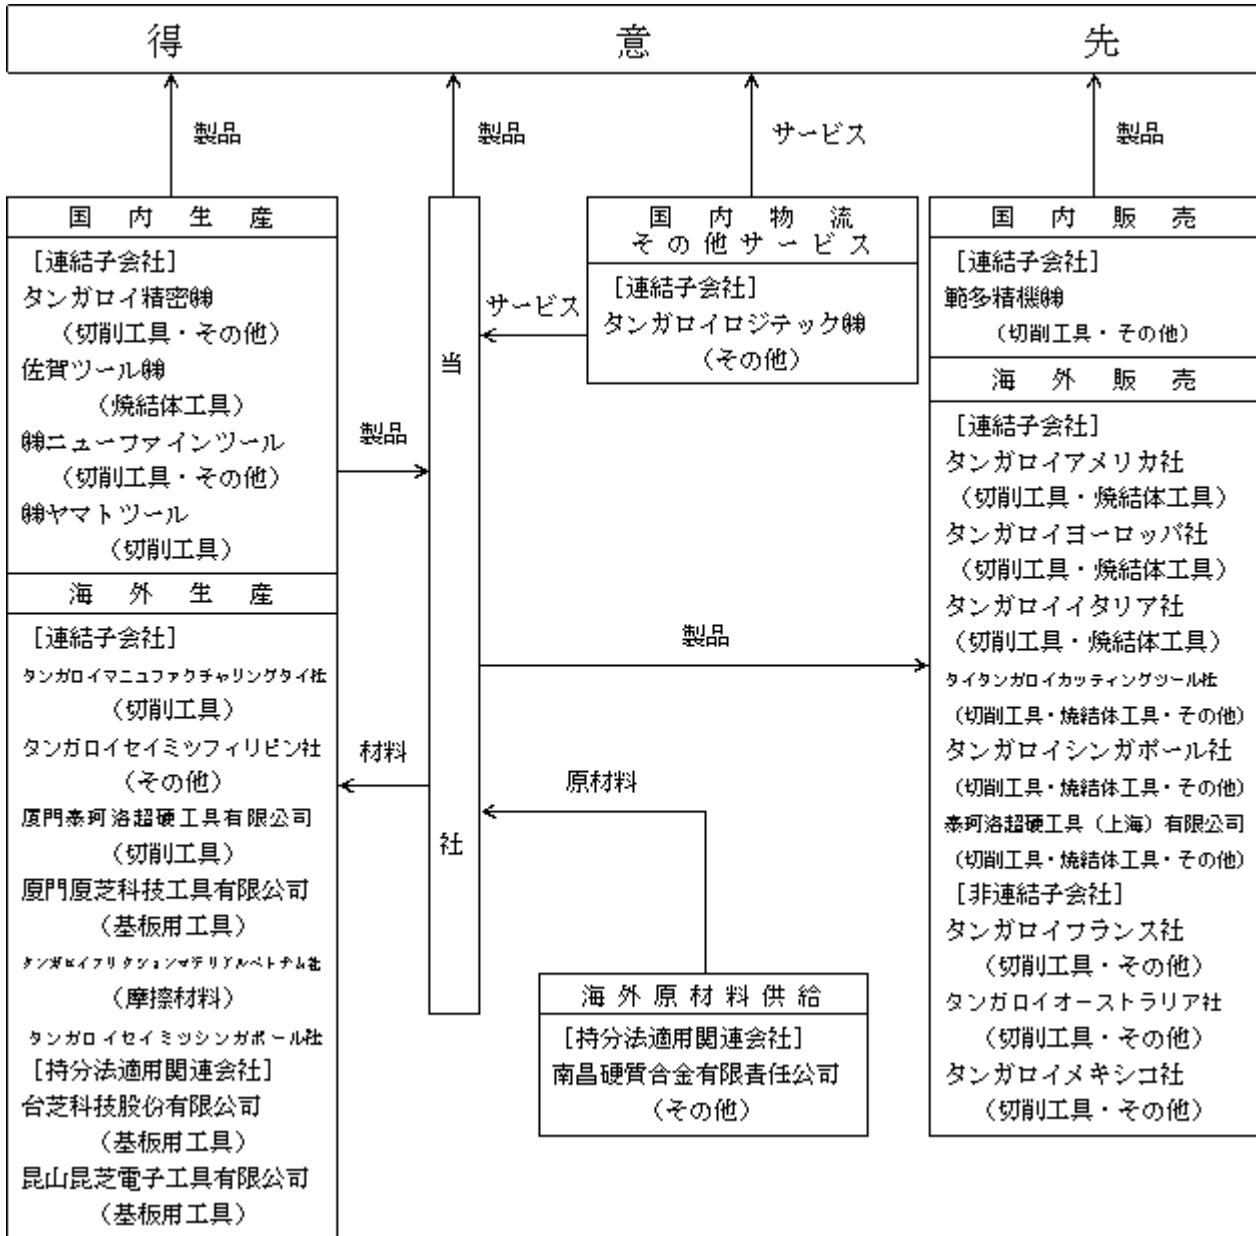 得意先
製品
製品
サービス
製品
国内生産
[連結子会社]
タンガロイ精密㈱
(切削工具・その他)
佐賀ツール㈱
(焼結体工具)
㈱ニューファインツール
(切削工具・その他)
㈱ヤマトツール
(切削工具)
海外生産
[連結子会社]
タンガロイマニュファクチャリングタイ社
(切削工具)
タンガロイセイミツフィリピン社
(その他)
厦門泰珂洛超硬工具有限公司
(切削工具)
厦門厦芝科技工具有限公司
(基板用工具)
タンガロイフリクションマテリアルベトナム社
(摩擦材料)
タンガロイセイミツシンガポール社
[持分法適用関連会社]
台芝科技股份有限公司
(基板用工具)
昆山昆芝電子工具有限公司
(基板用工具)
製品
材料
当社
サービス
国内物流
その他サービス
[連結子会社]
タンガロイロジテック㈱
(その他)
製品
原材料
海外原材料供給
[持分法適用関連会社]
南昌硬質合金有限責任公司
(その他)
国内販売
[連結子会社]
範多精機㈱
(切削工具・その他)
海外販売
[連結子会社]
タンガロイアメリカ社
(切削工具・焼結体工具)
タンガロイヨーロッパ社
(切削工具・焼結体工具)
タンガロイイタリア社
(切削工具・焼結体工具)
タイタンガロイカッティングツール社
(切削工具・焼結体工具・その他)
タンガロイシンガポール社
(切削工具・焼結体工具・その他)
泰珂洛超硬工具(上海)有限公司
(切削工具・焼結体工具・その他)
[非連結子会社]
タンガロイフランス社
(切削工具・その他)
タンガロイオーストラリア社
(切削工具・その他)
タンガロイメキシコ社
(切削工具・その他)